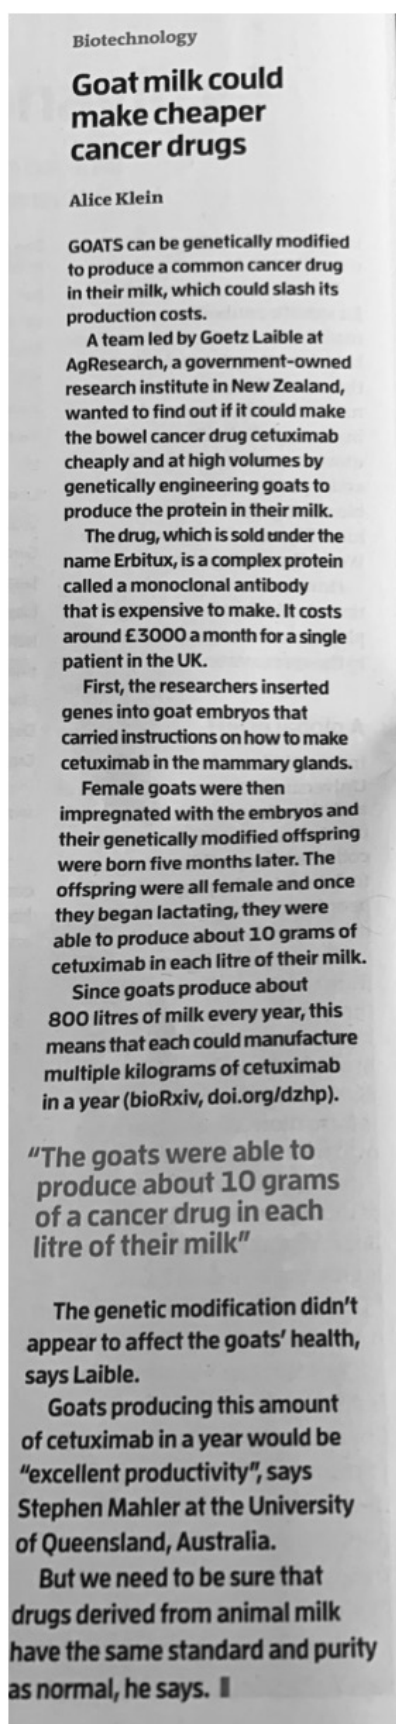 Biotechnology
Goat milk could
make cheaper
cancer drugs
Alice Klein
GOATS can be genetically modified
to produce a common cancer drug
in their milk, which could slash its
production costs.
A team led by Goetz Laible at
AgResearch, a government-owned
research institute in New Zealand,
wanted to find out if it could make
the bowel cancer drug cetuximab
cheaply and at high volumes by
genetically engineering goats to
produce the protein in their milk.
The drug, which is sold under the
name Erbitux, is a complex protein
called a monoclonal antibody
that is expensive to make. It costs
around £3000 a month for a single
patient in the UK.
First, the researchers inserted
genes into goat embryos that
carried instructions on how to make
cetuximab in the mammary glands.
Female goats were then
impregnated with the embryos and
their genetically modified offspring
were born five months later. The
offspring were all female and once
they began lactating, they were
able to produce about 10 grams of
cetuximab in each litre of their milk.
Since goats produce about
800 litres of milk every year, this
means that each could manufacture
multiple kilograms of cetuximab
in a year (bioRxiv, doi.org/dzhp).
"The goats were able to
produce about 10 grams
of a cancer drug in each
litre of their milk"
The genetic modification didn't
appear to affect the goats' health,
says Laible.
Goats producing this amount
of cetuximab in a year would be
"excellent productivity", says
Stephen Mahler at the University
of Queensland, Australia.
But we need to be sure that
drugs derived from animal milk
have the same standard and purity
as normal, he says.